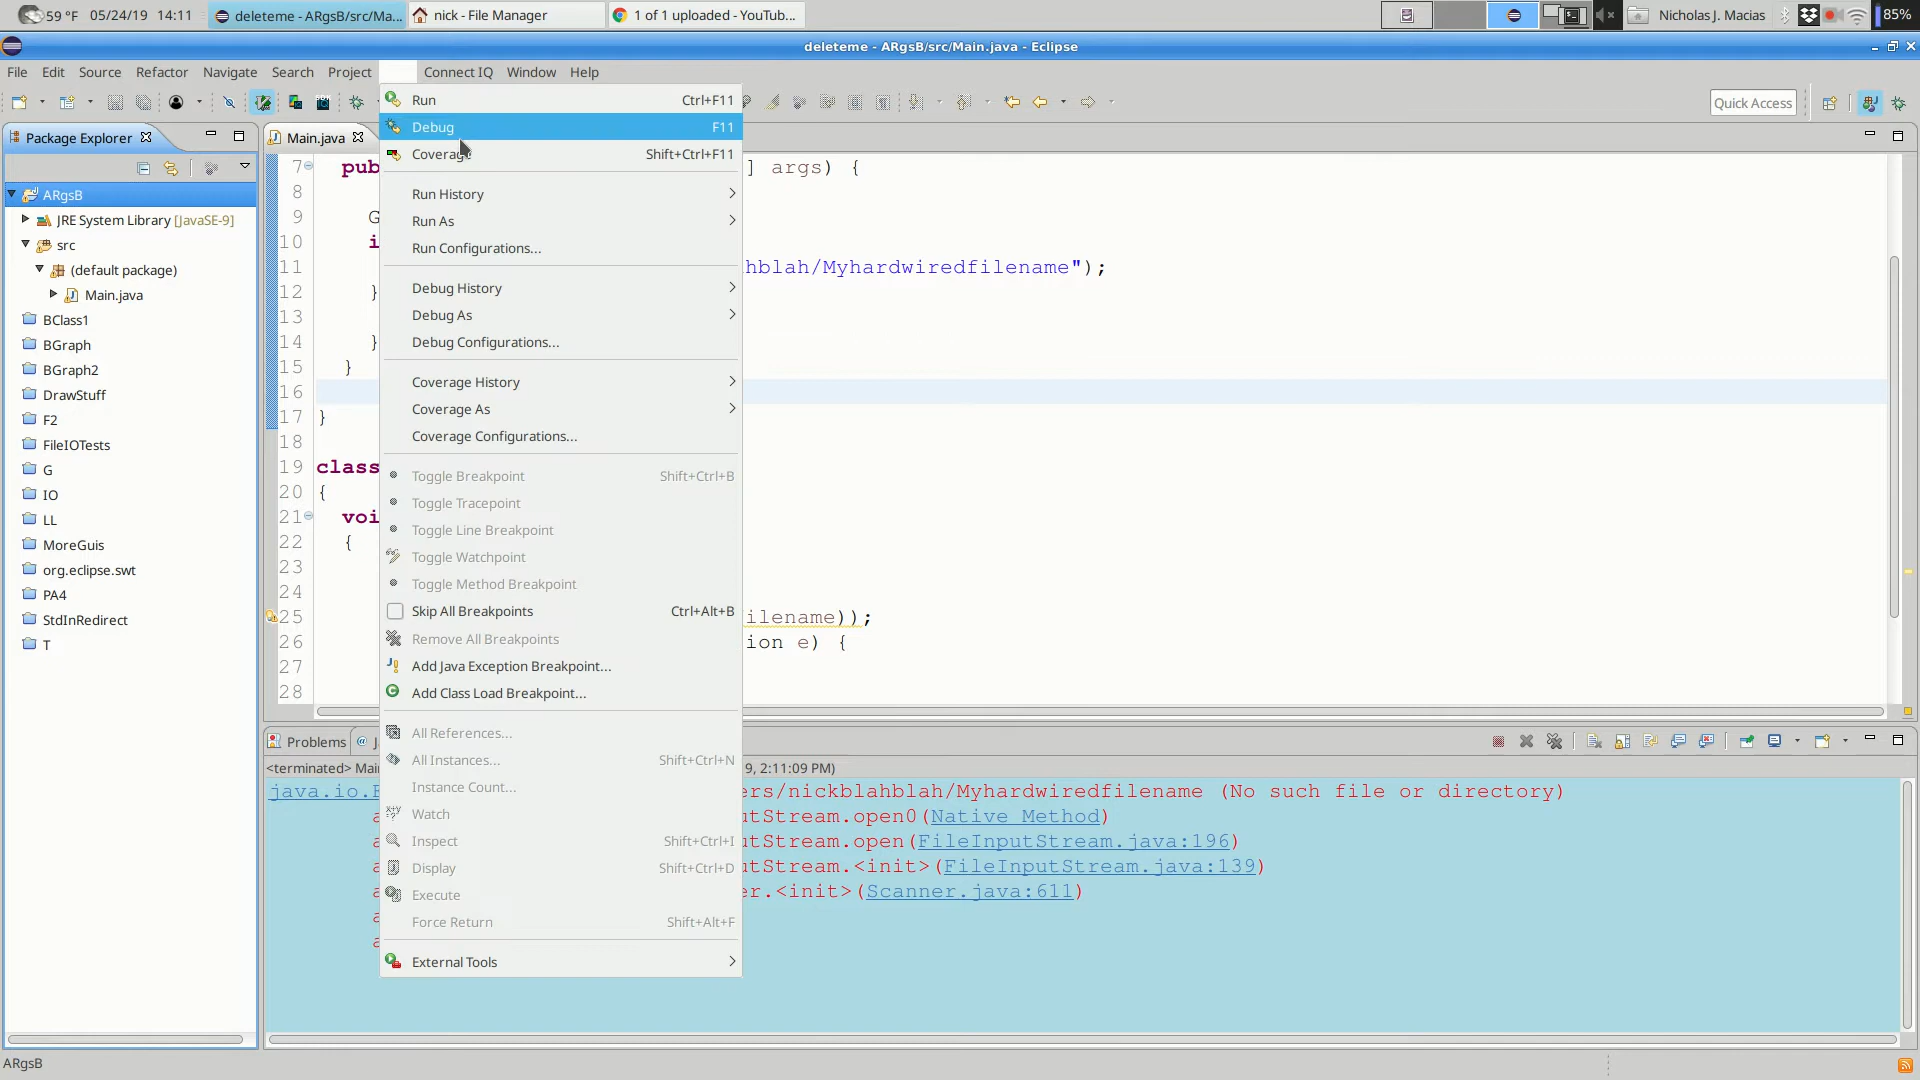 59 °F 05/24/19 14:11 deleteme - ARgsB/src/Ma... nick - File Manager 1 of 1 uploaded - YouTub... Nicholas J. Macias 85%
deleteme - ARgsB/src/Main.java - Eclipse
File Edit Source Refactor Navigate Search Project Connect IQ Window Help
Quick Access
Package Explorer
ARgsB
JRE System Library [JavaSE-9]
src
(default package)
Main.java
BClass1
BGraph
BGraph2
DrawStuff
F2
FileIOTests
G
IO
LL
MoreGuis
org.eclipse.swt
PA4
StdInRedirect
T
Run Ctrl+F11
Debug F11
Coverage Shift+Ctrl+F11
Run History
Run As
Run Configurations...
Debug History
Debug As
Debug Configurations...
Coverage History
Coverage As
Coverage Configurations...
Toggle Breakpoint Shift+Ctrl+B
Toggle Tracepoint
Toggle Line Breakpoint
Toggle Watchpoint
Toggle Method Breakpoint
Skip All Breakpoints Ctrl+Alt+B
Remove All Breakpoints
Add Java Exception Breakpoint...
Add Class Load Breakpoint...
All References...
All Instances... Shift+Ctrl+N
Instance Count...
Watch
Inspect Shift+Ctrl+I
Display Shift+Ctrl+D
Execute
Force Return Shift+Alt+F
External Tools
Main.java
7 pub ] args) {
8
9 G
10 i
11 hblah/Myhardwiredfilename");
12 }
13
14 }
15 }
16
17 }
18
19 class
20 {
21 voi
22 {
23
24
25 ilename));
26 ion e) {
27
28
Problems @ J
<terminated> Mai 9, 2:11:09 PM)
java.io.F ers/nickblahblah/Myhardwiredfilename (No such file or directory)
a utStream.open0(Native Method)
a utStream.open(FileInputStream.java:196)
a utStream.<init>(FileInputStream.java:139)
a er.<init>(Scanner.java:611)
a
a
ARgsB